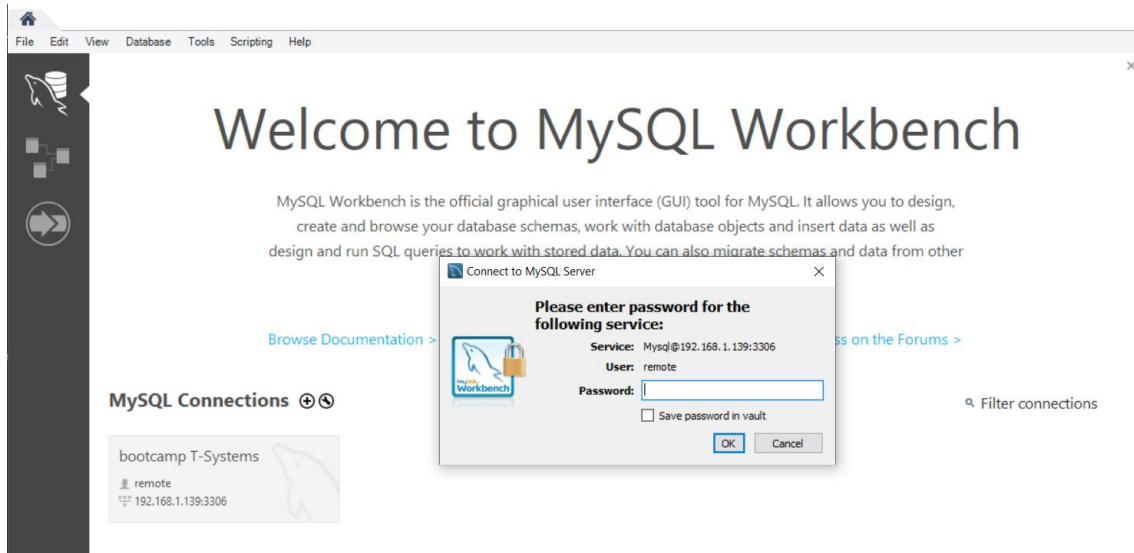 File Edit View Database Tools Scripting Help
Welcome to MySQL Workbench
MySQL Workbench is the official graphical user interface (GUI) tool for MySQL. It allows you to design,
create and browse your database schemas, work with database objects and insert data as well as
design and run SQL queries to work with stored data. You can also migrate schemas and data from other
Connect to MySQL Server
Please enter password for the
following service:
Service: Mysql@192.168.1.139:3306
User: remote
Password:
Save password in vault
OK Cancel
Workbench
Browse Documentation >
ss on the Forums >
MySQL Connections
Filter connections
bootcamp T-Systems
remote
192.168.1.139:3306